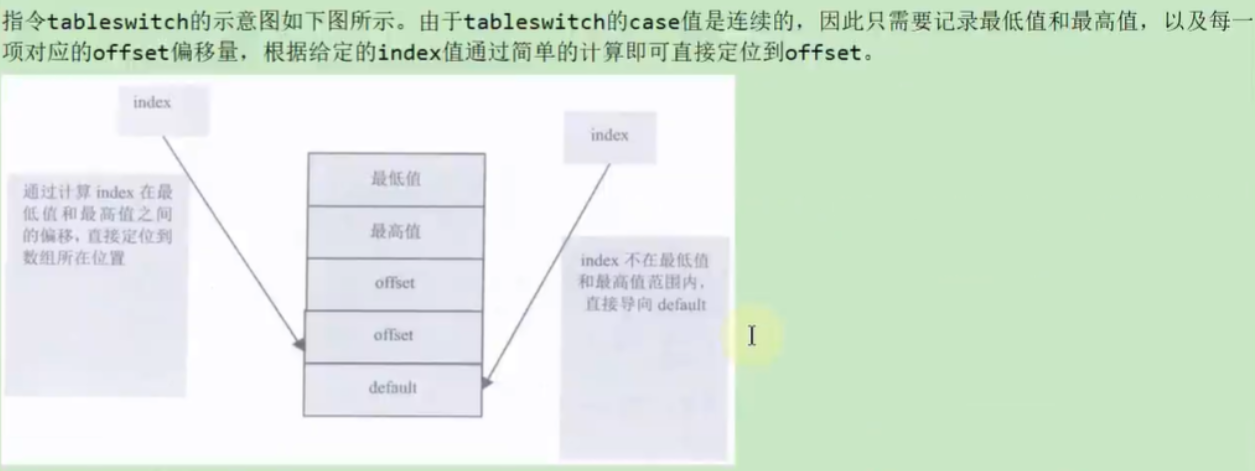 指令tableswitch的示意图如下图所示。由于tableswitch的case值是连续的，因此只需要记录最低值和最高值，以及每一
项对应的offset偏移量，根据给定的index值通过简单的计算即可直接定位到offset。
index
index
通过计算 index 在最
低值和最高值之间
的偏移，直接定位到
数组所在位置
最低值
最高值
offset
offset
default
index 不在最低值
和最高值范围内，
直接导向 default